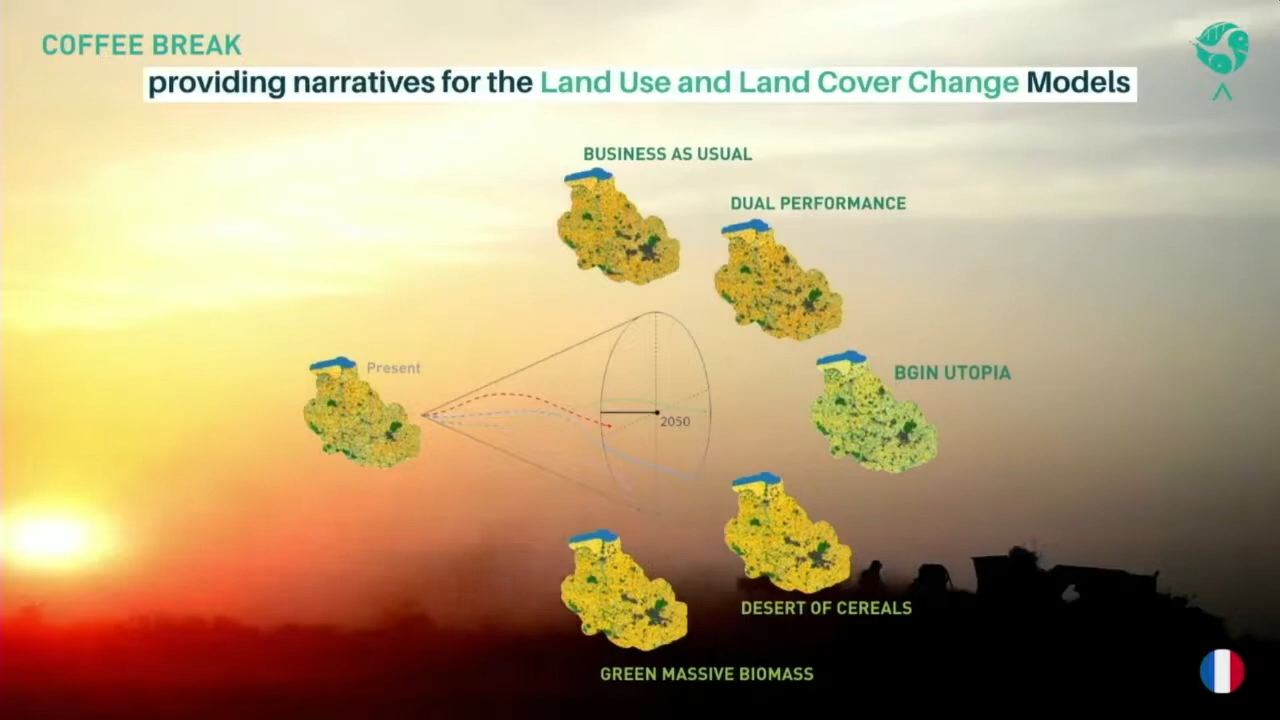 COFFEE BREAK
providing narratives for the Land Use and Land Cover Change Models
BUSINESS AS USUAL
DUAL PERFORMANCE
Present
BGIN UTOPIA
2050
DESERT OF CEREALS
GREEN MASSIVE BIOMASS